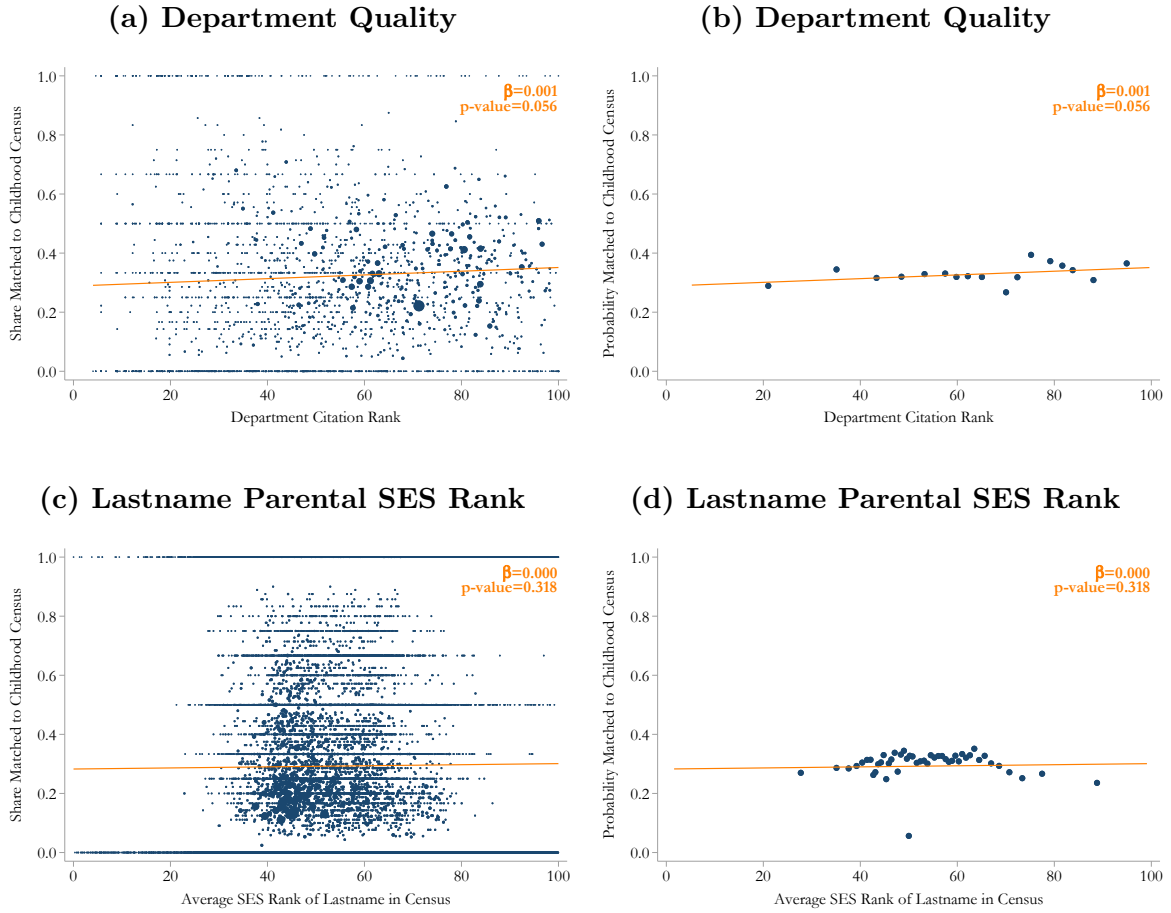 (a) Department Quality
Share Matched to Childhood Census
1.0
0.8
0.6
0.4
0.2
0.0
β=0.001
p-value=0.056
0 20 40 60 80 100
Department Citation Rank
(b) Department Quality
Probability Matched to Childhood Census
1.0
0.8
0.6
0.4
0.2
0.0
β=0.001
p-value=0.056
0 20 40 60 80 100
Department Citation Rank
(c) Lastname Parental SES Rank
Share Matched to Childhood Census
1.0
0.8
0.6
0.4
0.2
0.0
β=0.000
p-value=0.318
0 20 40 60 80 100
Average SES Rank of Lastname in Census
(d) Lastname Parental SES Rank
Probability Matched to Childhood Census
1.0
0.8
0.6
0.4
0.2
0.0
β=0.000
p-value=0.318
0 20 40 60 80 100
Average SES Rank of Lastname in Census